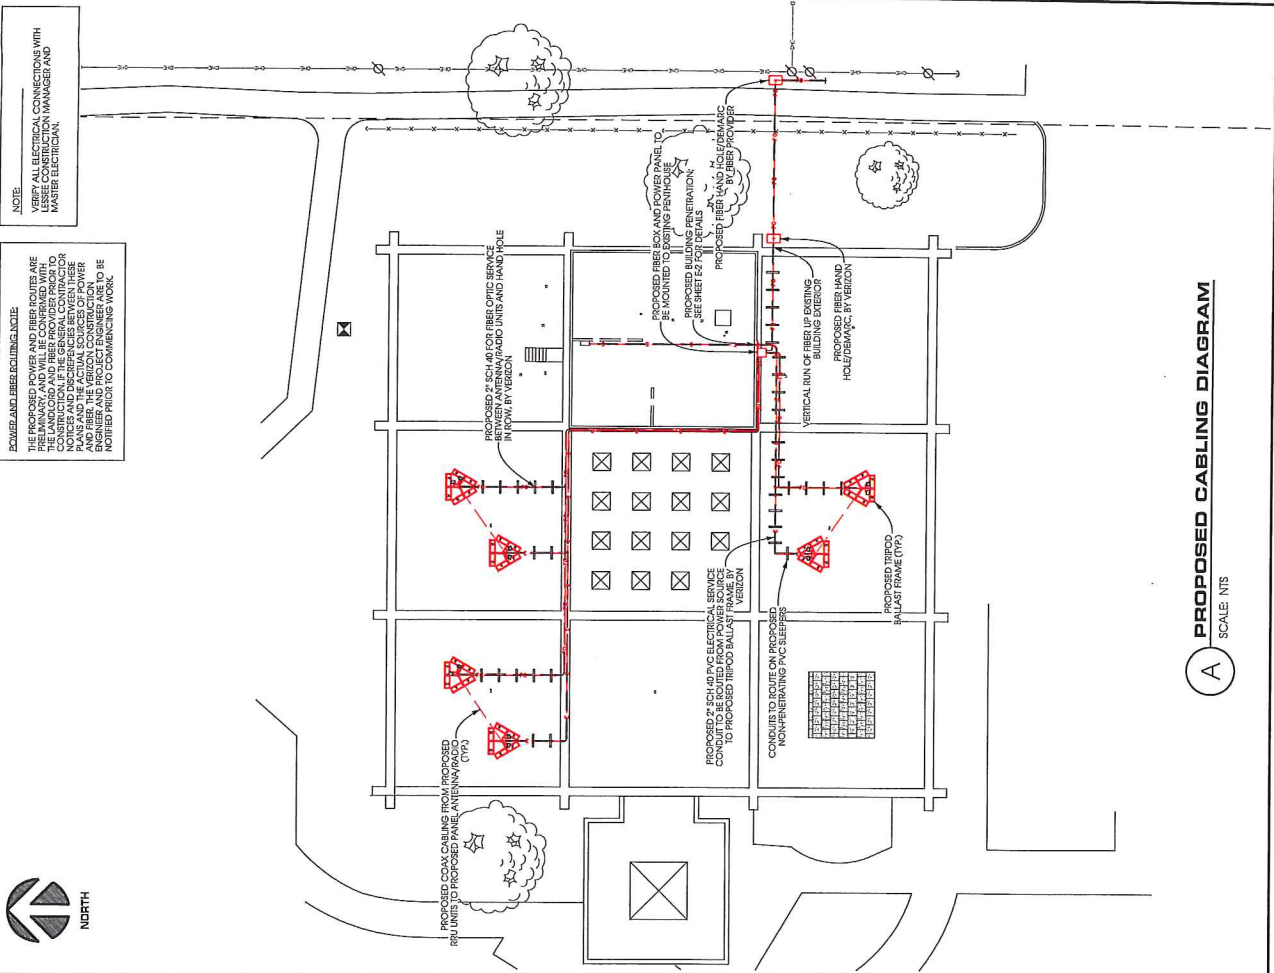 NOTE:
VERIFY ALL ELECTRICAL CONNECTIONS WITH
LESSEE CONSTRUCTION MANAGER AND
MASTER ELECTRICIAN.
POWER AND FIBER ROUTING NOTE:
THE PROPOSED POWER AND FIBER ROUTES ARE
PRELIMINARY, AND WILL BE CONFIRMED WITH
THE LANDLORD AND FIBER PROVIDER PRIOR TO
CONSTRUCTION. IF THE GENERAL CONTRACTOR
NOTICES AND DISCREPENCIES BETWEEN THESE
PLANS AND THE ACTUAL SOURCES OF POWER
AND FIBER, THE VERIZON CONSTRUCTION
ENGINEER AND PROJECT ENGINEER ARE TO BE
NOTIFIED PRIOR TO COMMENCING WORK.
PROPOSED 2" SCH 40 FOR FIBER OPTIC SERVICE
BETWEEN ANTENNA/RADIO UNITS AND HAND HOLE
IN ROW, BY VERIZON
PROPOSED FIBER BOX AND POWER PANEL TO
BE MOUNTED TO EXISTING PENTHOUSE
PROPOSED BUILDING PENETRATION;
SEE SHEET E-2 FOR DETAILS
PROPOSED FIBER HAND HOLE/DEMARC
BY FIBER PROVIDER
VERTICAL RUN OF FIBER UP EXISTING
BUILDING EXTERIOR
PROPOSED FIBER HAND
HOLE/DEMARC, BY VERIZON
PROPOSED COAX CABLING FROM PROPOSED
RRU UNITS TO PROPOSED PANEL ANTENNA/RADIO
(TYP.)
PROPOSED 2" SCH 40 PVC ELECTRICAL SERVICE
CONDUIT TO BE ROUTED FROM POWER SOURCE
TO PROPOSED TRIPOD BALLAST FRAME, BY
VERIZON
CONDUITS TO ROUTE ON PROPOSED
NON-PENETRATING PVC SLEEPERS
PROPOSED TRIPOD
BALLAST FRAME (TYP.)
NORTH
A
PROPOSED CABLING DIAGRAM
SCALE: NTS